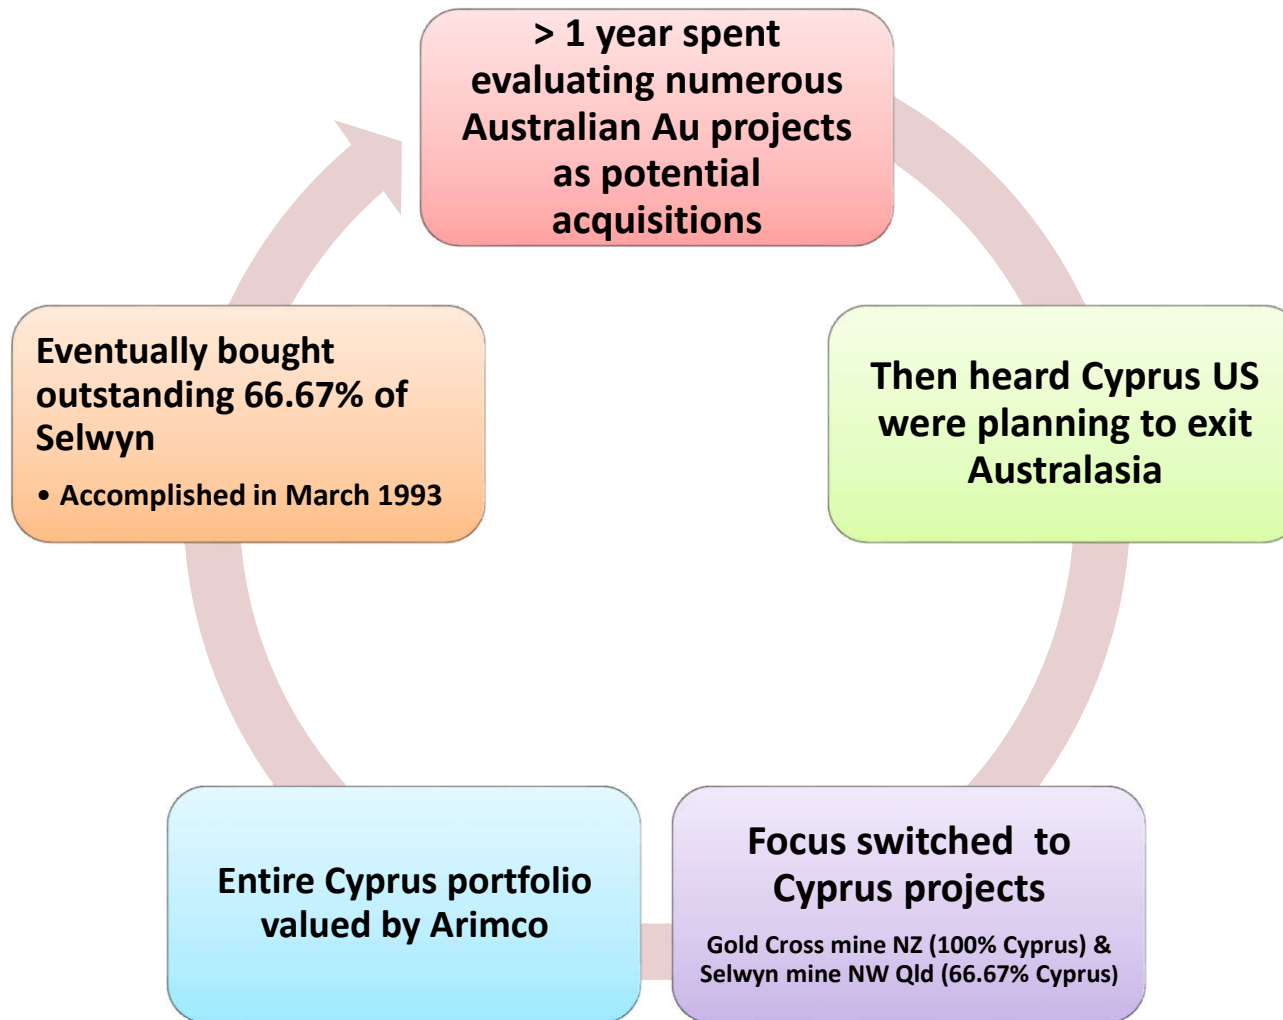 > 1 year spent
evaluating numerous
Australian Au projects
as potential
acquisitions
Then heard Cyprus US
were planning to exit
Australasia
Focus switched  to
Cyprus projects
Gold Cross mine NZ (100% Cyprus) &
Selwyn mine NW Qld (66.67% Cyprus)
Entire Cyprus portfolio
valued by Arimco
Eventually bought
outstanding 66.67% of
Selwyn
• Accomplished in March 1993